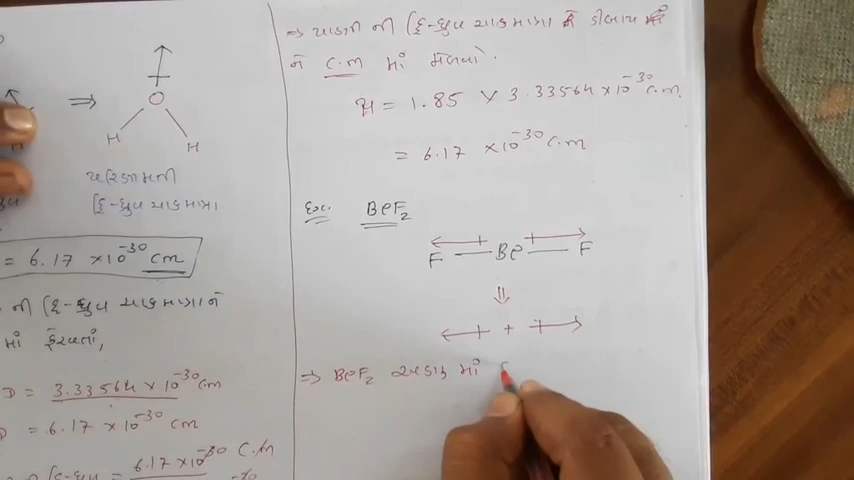 ⇒
H H
પરિણામતી
દ્વિ-ધ્રુવ ચાકમાત્રા
= 6.17 × 10⁻³⁰ cm
ની દ્વિ-ધ્રુવ ચાકમાત્રાને
માં ફેરવતાં,
D = 3.33564 × 10⁻³⁰ cm
D = 6.17 × 10⁻³⁰ cm
દ્વિ-ધ્રુવ = 6.17 × 10⁻³⁰ C.m
⇒ પાણીની દ્વિ-ધ્રુવ ચાકમાત્રા
ને C.m માં મેળવો.
μ = 1.85 × 3.33564 × 10⁻³⁰ C.m
= 6.17 × 10⁻³⁰ C.m
Ex. BeF₂
F — Be — F
⇓
+
⇒ BeF₂ માં